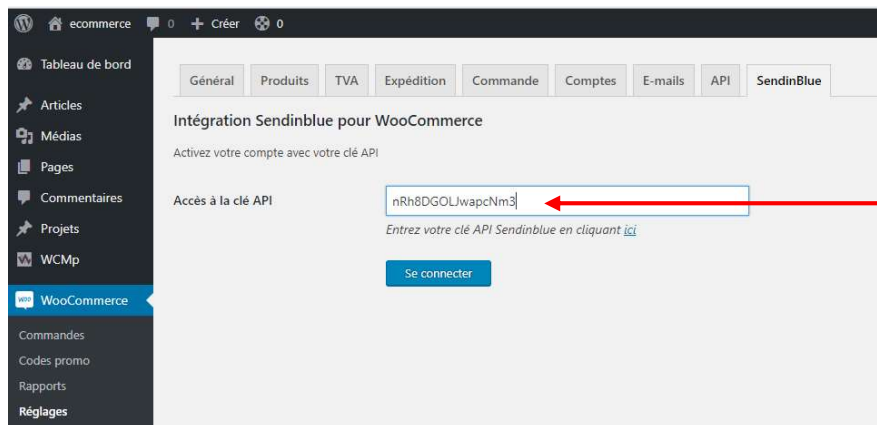 ecommerce 0 + Créer 0
Tableau de bord
Articles
Médias
Pages
Commentaires
Projets
WCMp
WooCommerce
Commandes
Codes promo
Rapports
Réglages
Général Produits TVA Expédition Commande Comptes E-mails API SendinBlue
Intégration Sendinblue pour WooCommerce
Activez votre compte avec votre clé API
Accès à la clé API nRh8DGOLJwapcNm3
Entrez votre clé API Sendinblue en cliquant ici
Se connecter